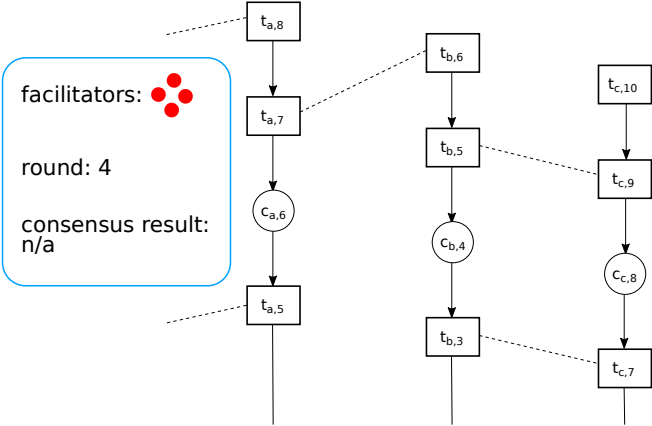 t_a,8
t_b,6
t_c,10
facilitators:
t_a,7
t_b,5
round: 4
t_c,9
c_a,6
consensus result:
n/a
c_b,4
c_c,8
t_a,5
t_b,3
t_c,7